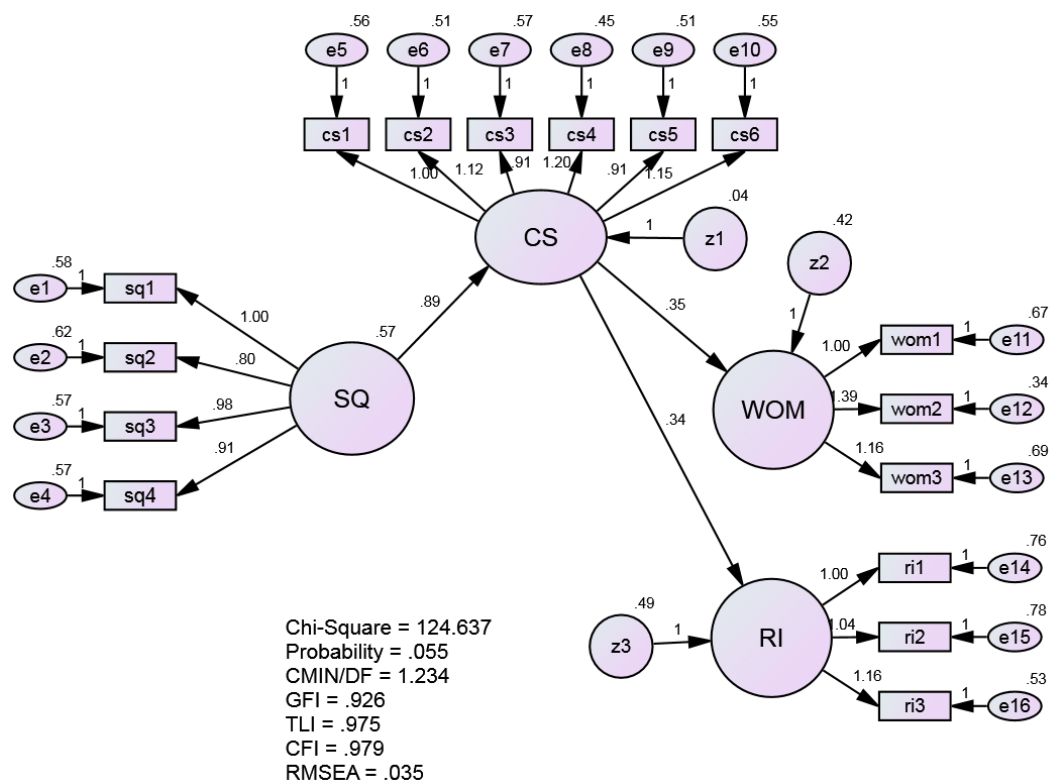 .56 .51 .57 .45 .51 .55
e5 e6 e7 e8 e9 e10
1 1 1 1 1 1
cs1 cs2 cs3 cs4 cs5 cs6
1.00 1.12 .91 1.20 .91 1.15
CS
.04
1 z1
.42
z2
1
.58
e1 1 sq1
.62
e2 1 sq2
.57
e3 1 sq3
.57
e4 1 sq4
1.00
.80
.98
.91
.57
SQ
.89
.35
.34
WOM
1.00
1.39
1.16
.67
wom1 1 e11
.34
wom2 1 e12
.69
wom3 1 e13
.49
z3 1
RI
1.00
1.04
1.16
.76
ri1 1 e14
.78
ri2 1 e15
.53
ri3 1 e16
Chi-Square = 124.637
Probability = .055
CMIN/DF = 1.234
GFI = .926
TLI = .975
CFI = .979
RMSEA = .035